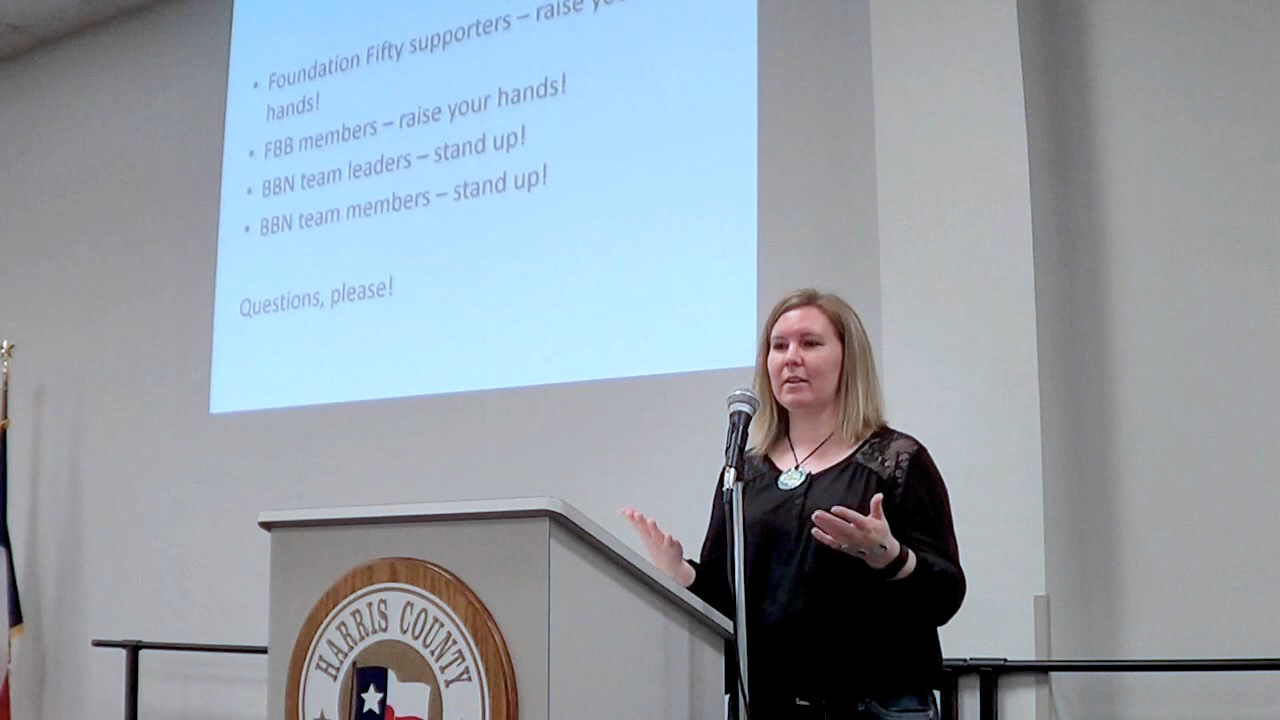 • Foundation Fifty supporters – raise
hands!
• FBB members – raise your hands!
• BBN team leaders – stand up!
• BBN team members – stand up!
Questions, please!
HARRIS COUNTY